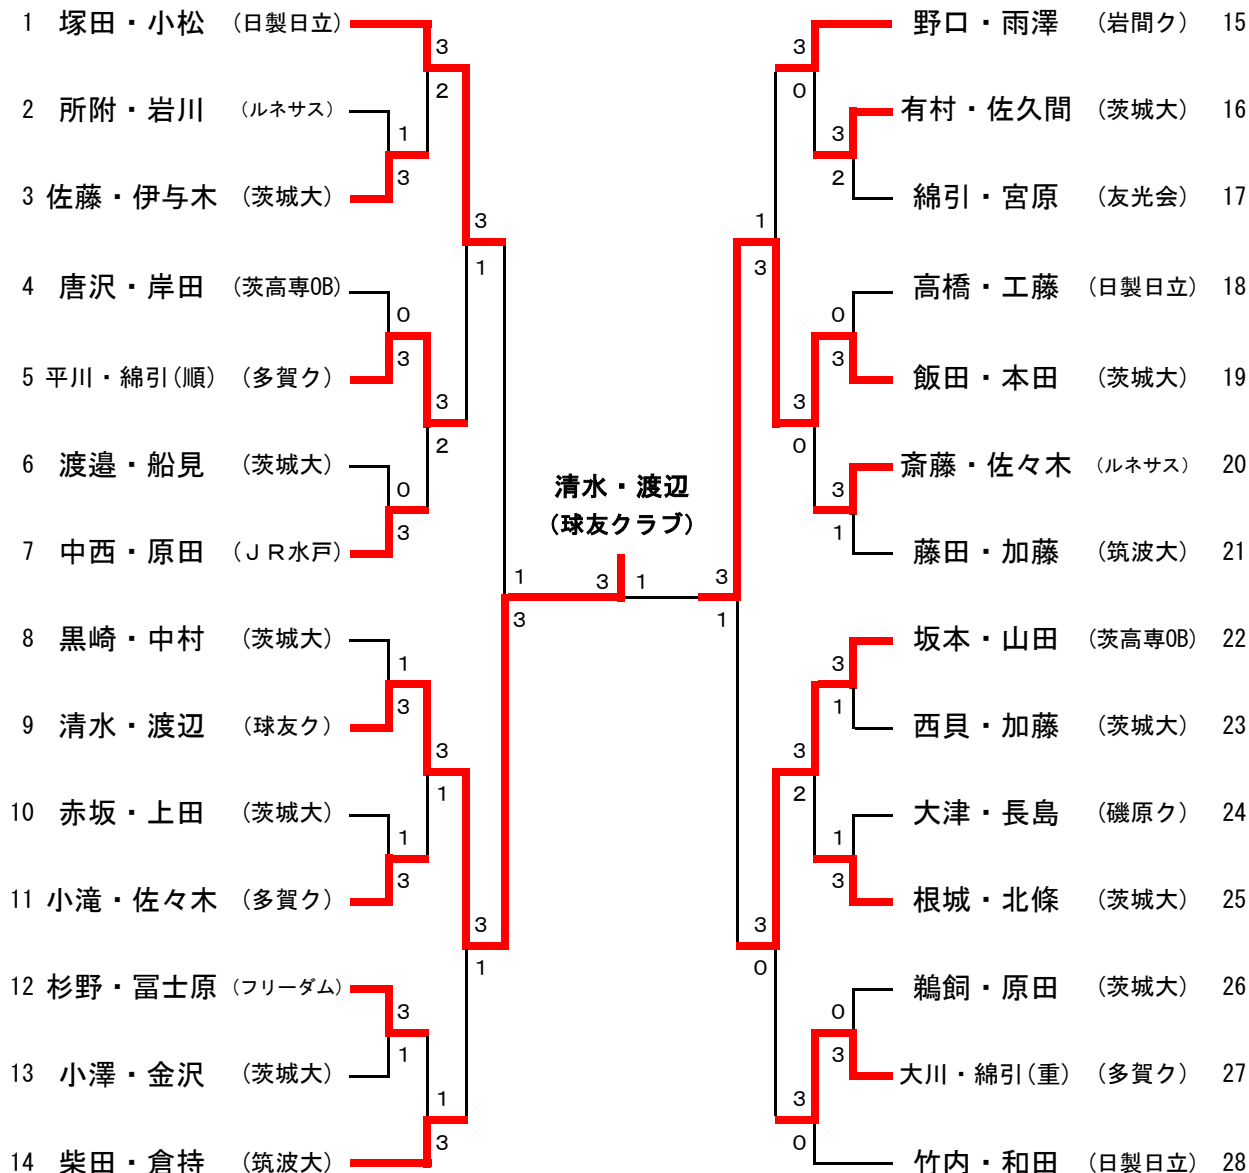 1 塚田・小松 (日製日立)
3
2
2 所附・岩川 (ルネサス)
1
3
3 佐藤・伊与木 (茨城大)
3
1
4 唐沢・岸田 (茨高専OB)
0
3
5 平川・綿引(順) (多賀ク)
3
2
6 渡邉・船見 (茨城大)
0
3
7 中西・原田 (ＪＲ水戸)
1
3
8 黒崎・中村 (茨城大)
1
3
9 清水・渡辺 (球友ク)
3
1
10 赤坂・上田 (茨城大)
1
3
11 小滝・佐々木 (多賀ク)
3
1
12 杉野・冨士原 (フリーダム)
3
1
13 小澤・金沢 (茨城大)
1
3
14 柴田・倉持 (筑波大)
清水・渡辺
(球友クラブ)
3 1
野口・雨澤 (岩間ク) 15
3
0
有村・佐久間 (茨城大) 16
3
2
綿引・宮原 (友光会) 17
1
3
高橋・工藤 (日製日立) 18
0
3
飯田・本田 (茨城大) 19
3
0
斎藤・佐々木 (ルネサス) 20
3
1
藤田・加藤 (筑波大) 21
3
1
坂本・山田 (茨高専OB) 22
3
1
西貝・加藤 (茨城大) 23
3
2
大津・長島 (磯原ク) 24
1
3
根城・北條 (茨城大) 25
3
0
鵜飼・原田 (茨城大) 26
0
3
大川・綿引(重) (多賀ク) 27
3
0
竹内・和田 (日製日立) 28